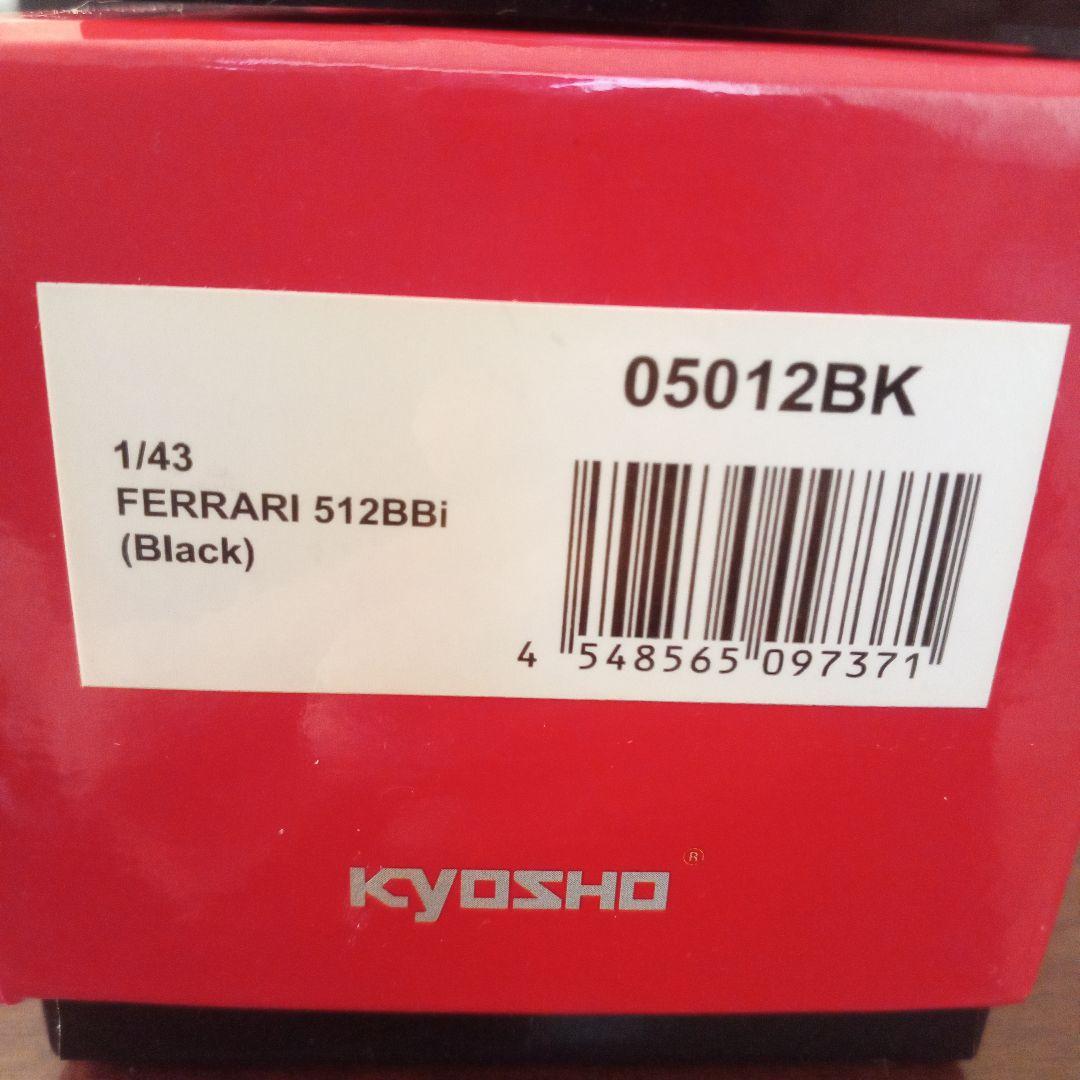 05012BK
1/43
FERRARI 512BBi
(Black)
4 548565 097371
KYOSHO ®